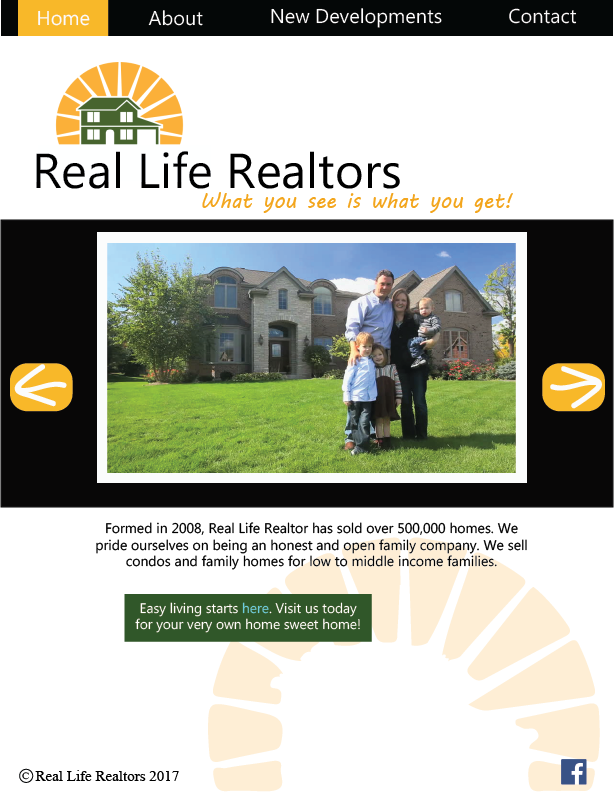 Home About New Developments Contact
Real Life Realtors
What you see is what you get!
Formed in 2008, Real Life Realtor has sold over 500,000 homes. We
pride ourselves on being an honest and open family company. We sell
condos and family homes for low to middle income families.
Easy living starts here. Visit us today
for your very own home sweet home!
©Real Life Realtors 2017
f